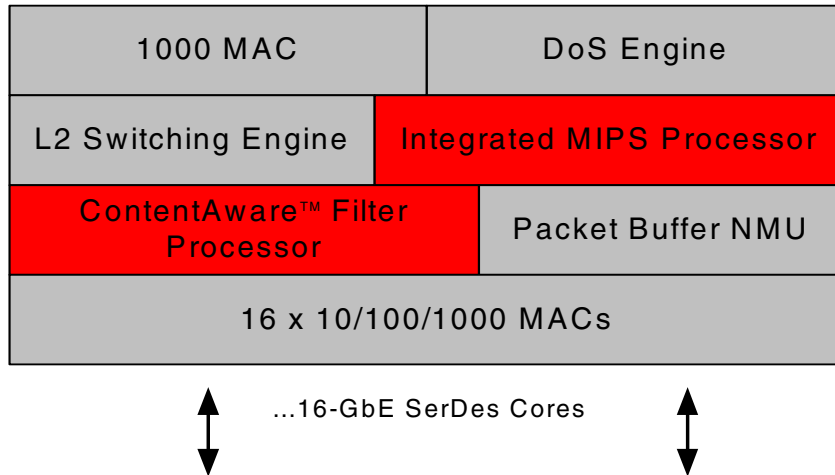 1000 MAC
DoS Engine
L2 Switching Engine
Integrated MIPS Processor
ContentAware™ Filter
Processor
Packet Buffer NMU
16 x 10/100/1000 MACs
...16-GbE SerDes Cores